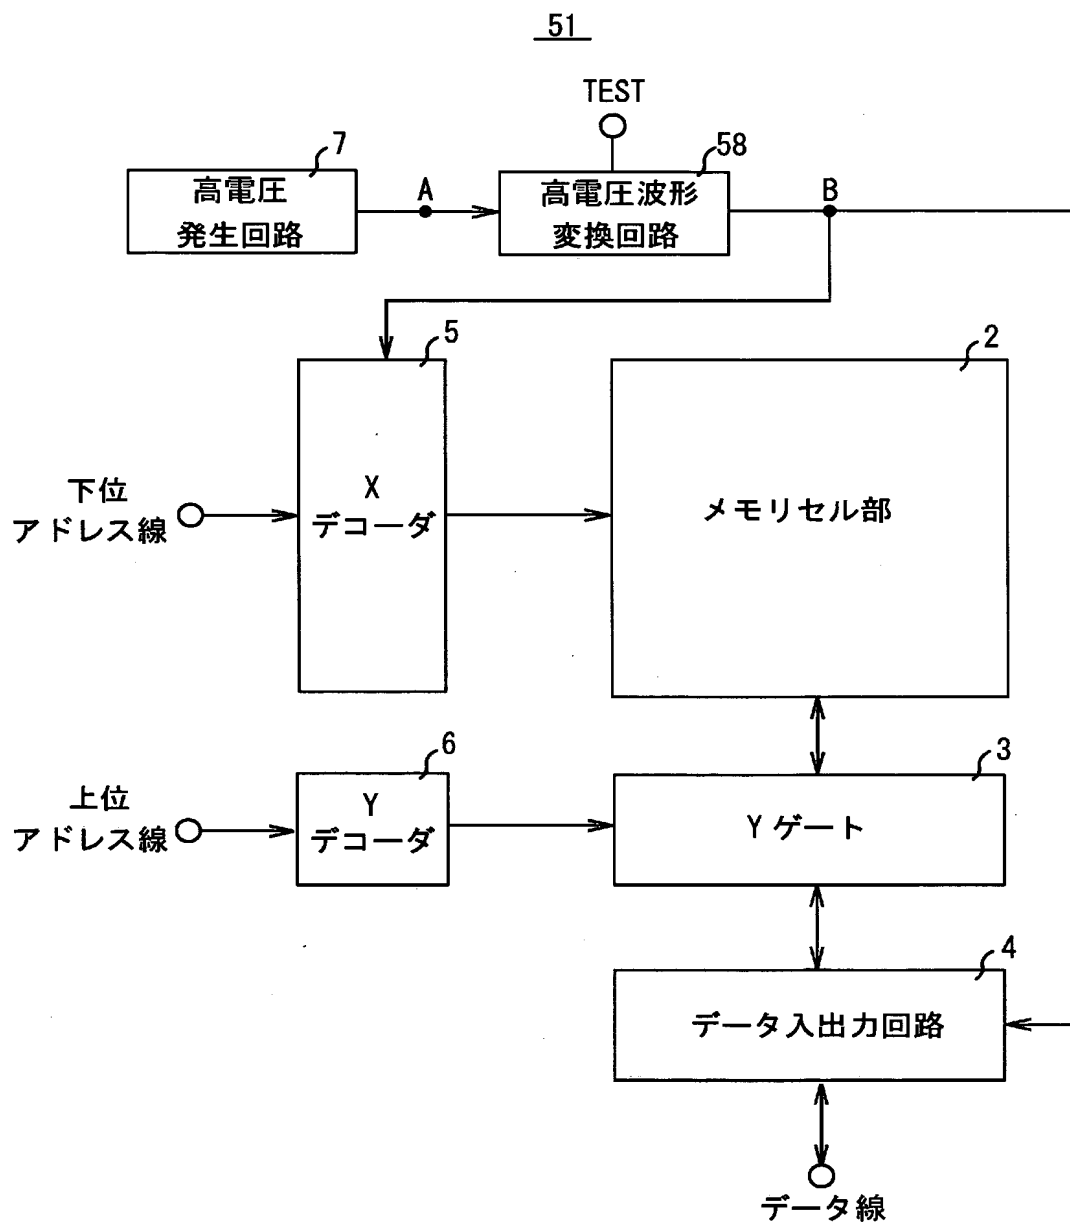 51
TEST
7
58
高電圧
発生回路
A
高電圧波形
変換回路
B
5
2
下位
アドレス線
X
デコーダ
メモリセル部
6
3
上位
アドレス線
Y
デコーダ
Yゲート
4
データ入出力回路
データ線